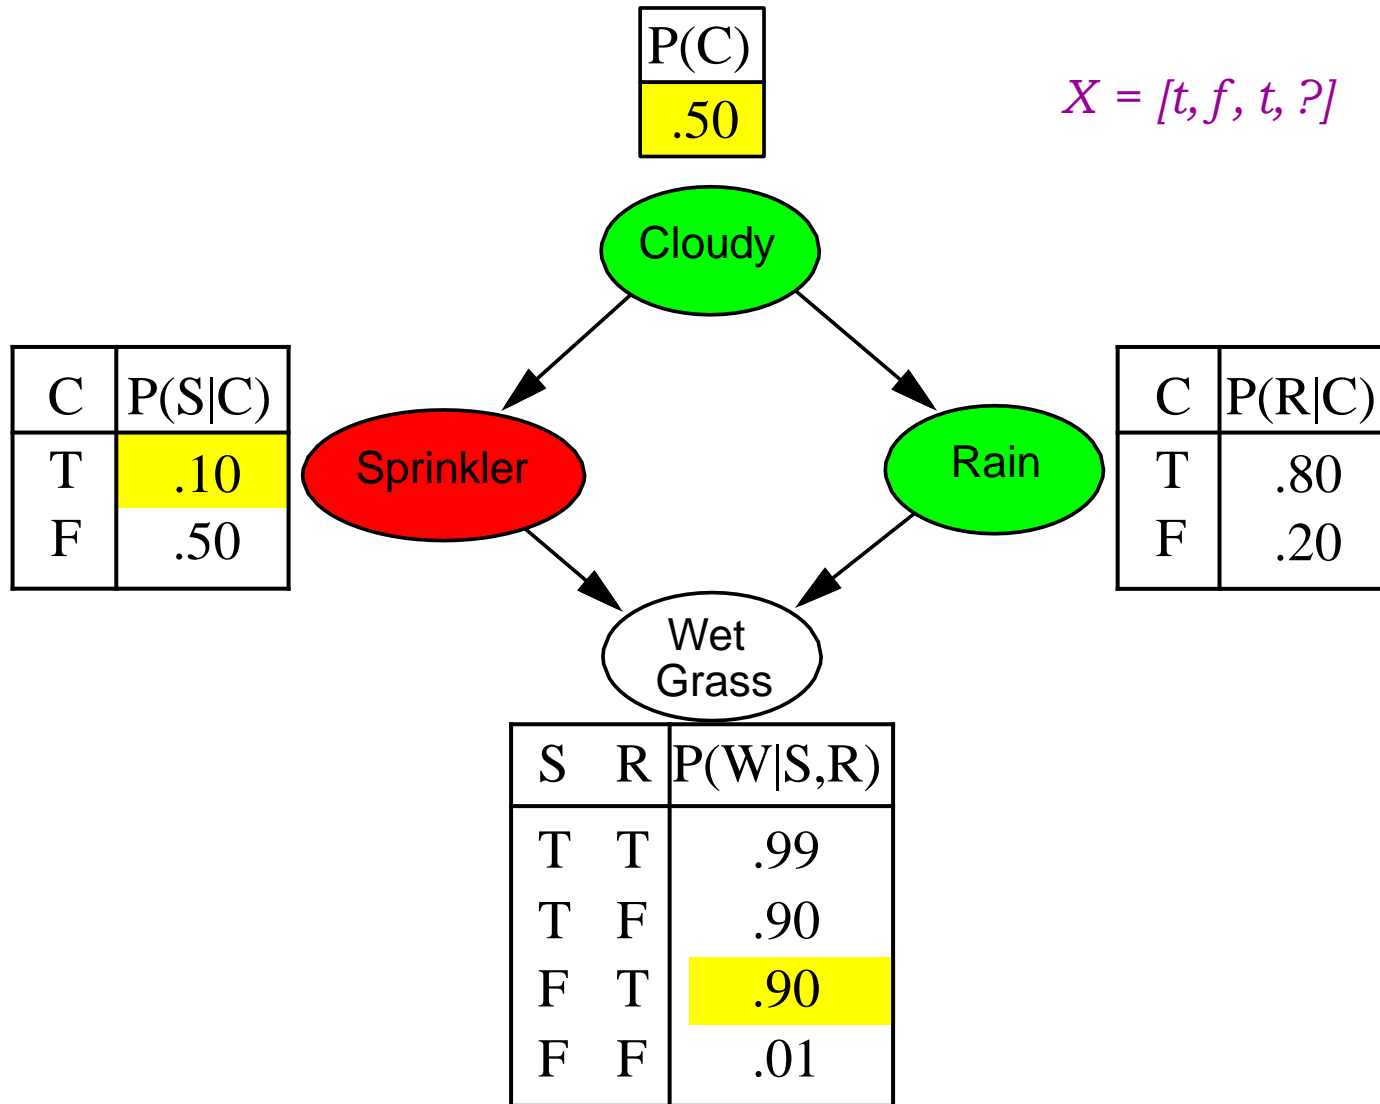 P(C)
.50
X = [t, f, t, ?]
Cloudy
C P(S|C)
T .10
F .50
Sprinkler
Rain
C P(R|C)
T .80
F .20
Wet
Grass
S R P(W|S,R)
T T .99
T F .90
F T .90
F F .01